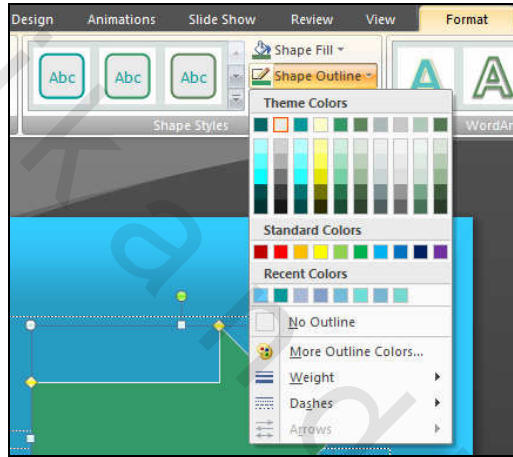 Design Animations Slide Show Review View Format
Abc Abc Abc Shape Fill A A
Shape Outline
Shape Styles Theme Colors WordAr
Standard Colors
Recent Colors
No Outline
More Outline Colors...
Weight
Dashes
Arrows